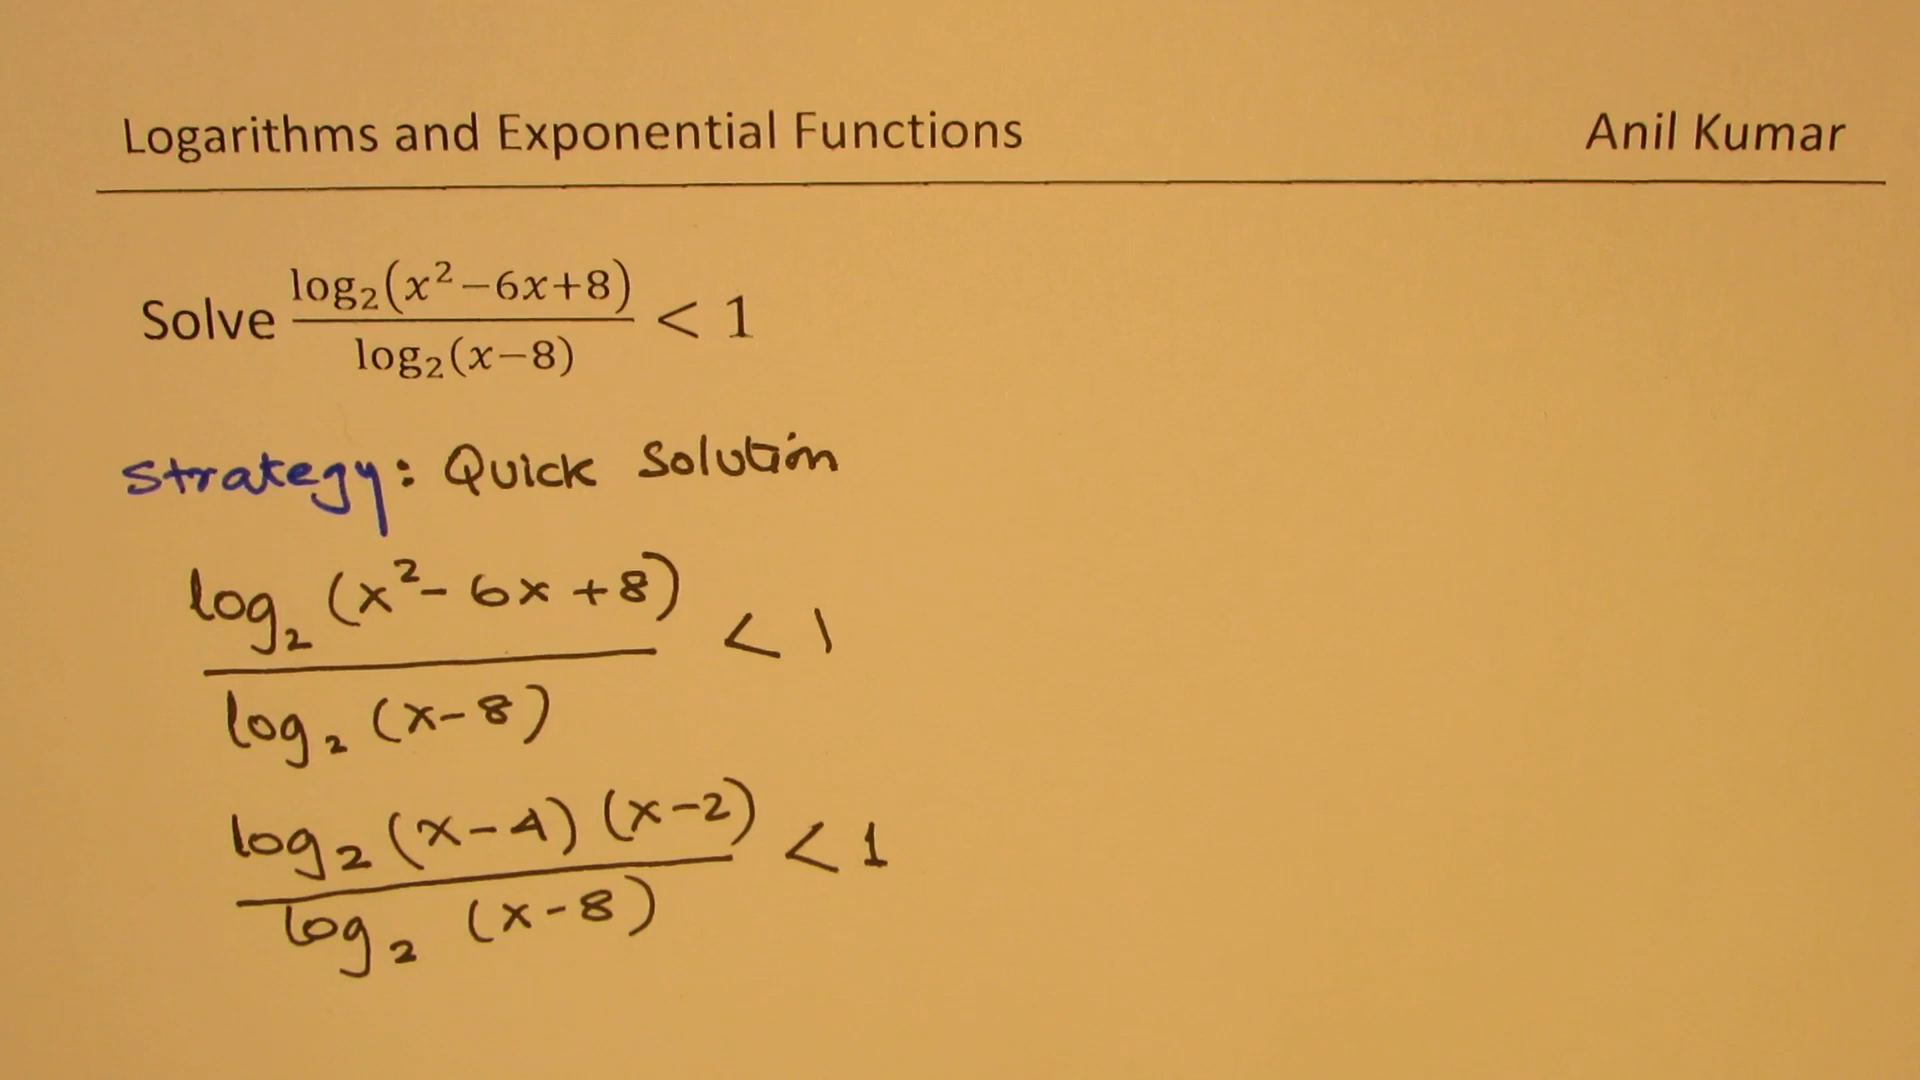 Logarithms and Exponential Functions Anil Kumar
Solve log₂(x²−6x+8) / log₂(x−8) < 1
Strategy: Quick Solution
log₂ (x² - 6x + 8) / log₂ (x - 8) < 1
log₂ (x - 4) (x - 2) / log₂ (x - 8) < 1